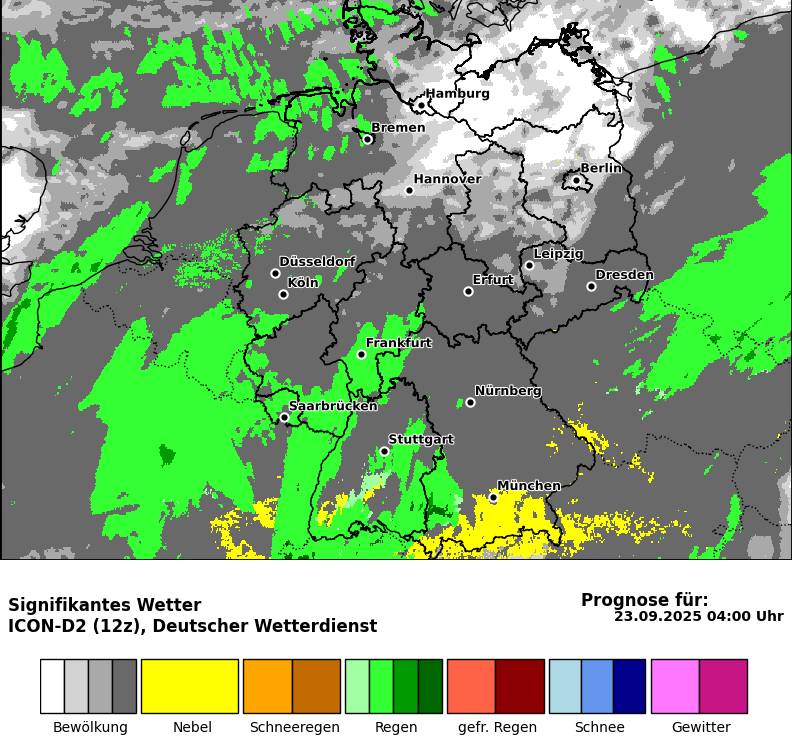 Hamburg
Bremen
Berlin
Hannover
Leipzig
Düsseldorf
Dresden
Köln
Erfurt
Frankfurt
Nürnberg
Saarbrücken
Stuttgart
München
Signifikantes Wetter
ICON-D2 (12z), Deutscher Wetterdienst
Prognose für:
23.09.2025 04:00 Uhr
Bewölkung
Nebel
Schneeregen
Regen
gefr. Regen
Schnee
Gewitter